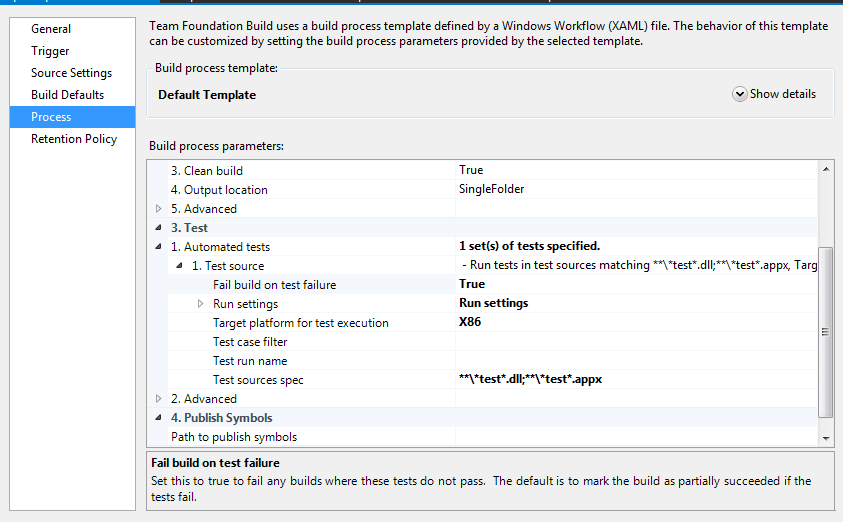 Team Foundation Build uses a build process template defined by a Windows Workflow (XAML) file. The behavior of this template
can be customized by setting the build process parameters provided by the selected template.
General
Trigger
Source Settings
Build Defaults
Process
Retention Policy
Build process template:
Default Template
Show details
Build process parameters:
3. Clean build True
4. Output location SingleFolder
5. Advanced
3. Test
1. Automated tests 1 set(s) of tests specified.
1. Test source - Run tests in test sources matching **\*test*.dll;**\*test*.appx, Targ
Fail build on test failure True
Run settings Run settings
Target platform for test execution X86
Test case filter
Test run name
Test sources spec **\*test*.dll;**\*test*.appx
2. Advanced
4. Publish Symbols
Path to publish symbols
Fail build on test failure
Set this to true to fail any builds where these tests do not pass. The default is to mark the build as partially succeeded if the
tests fail.